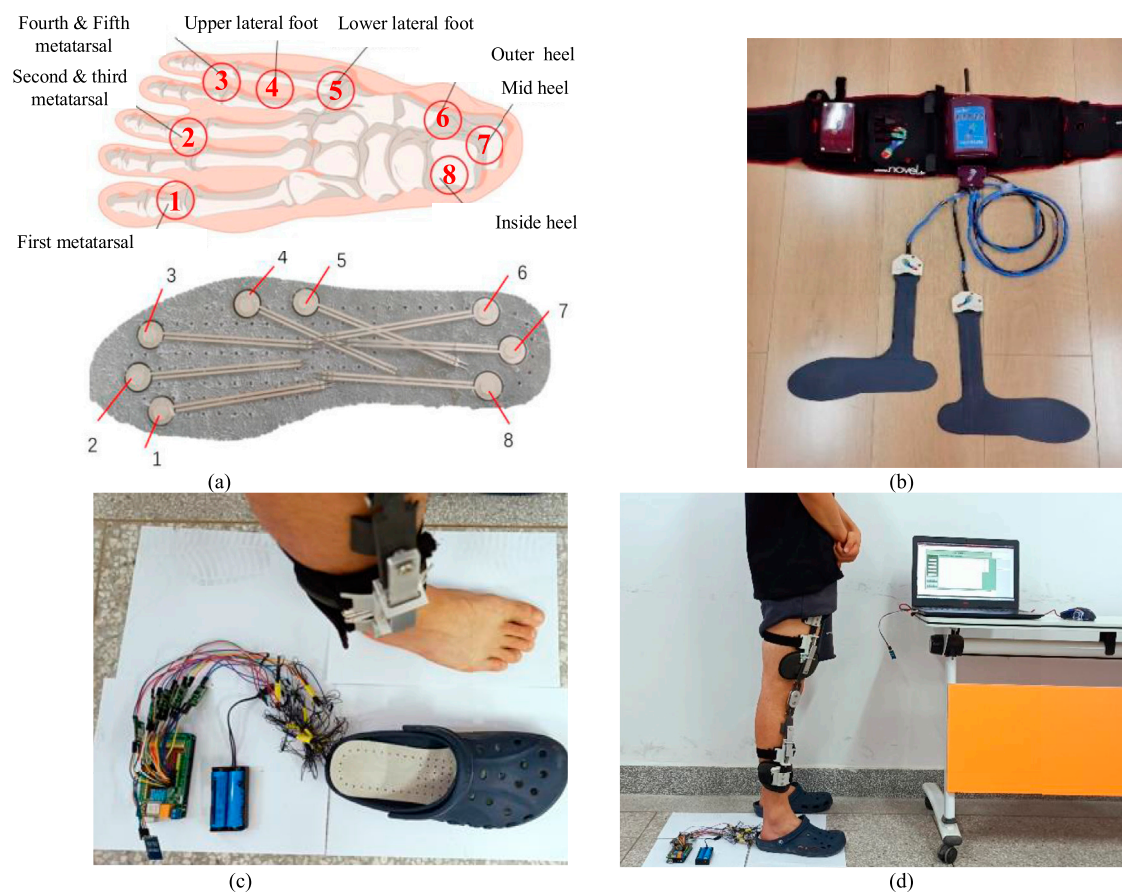 Fourth & Fifth
metatarsal
Upper lateral foot
Lower lateral foot
Outer heel
Second & third
metatarsal
Mid heel
3
4
5
6
2
7
8
1
First metatarsal
Inside heel
3
4
5
6
7
2
1
8
(a)
novel
(b)
(c)
(d)